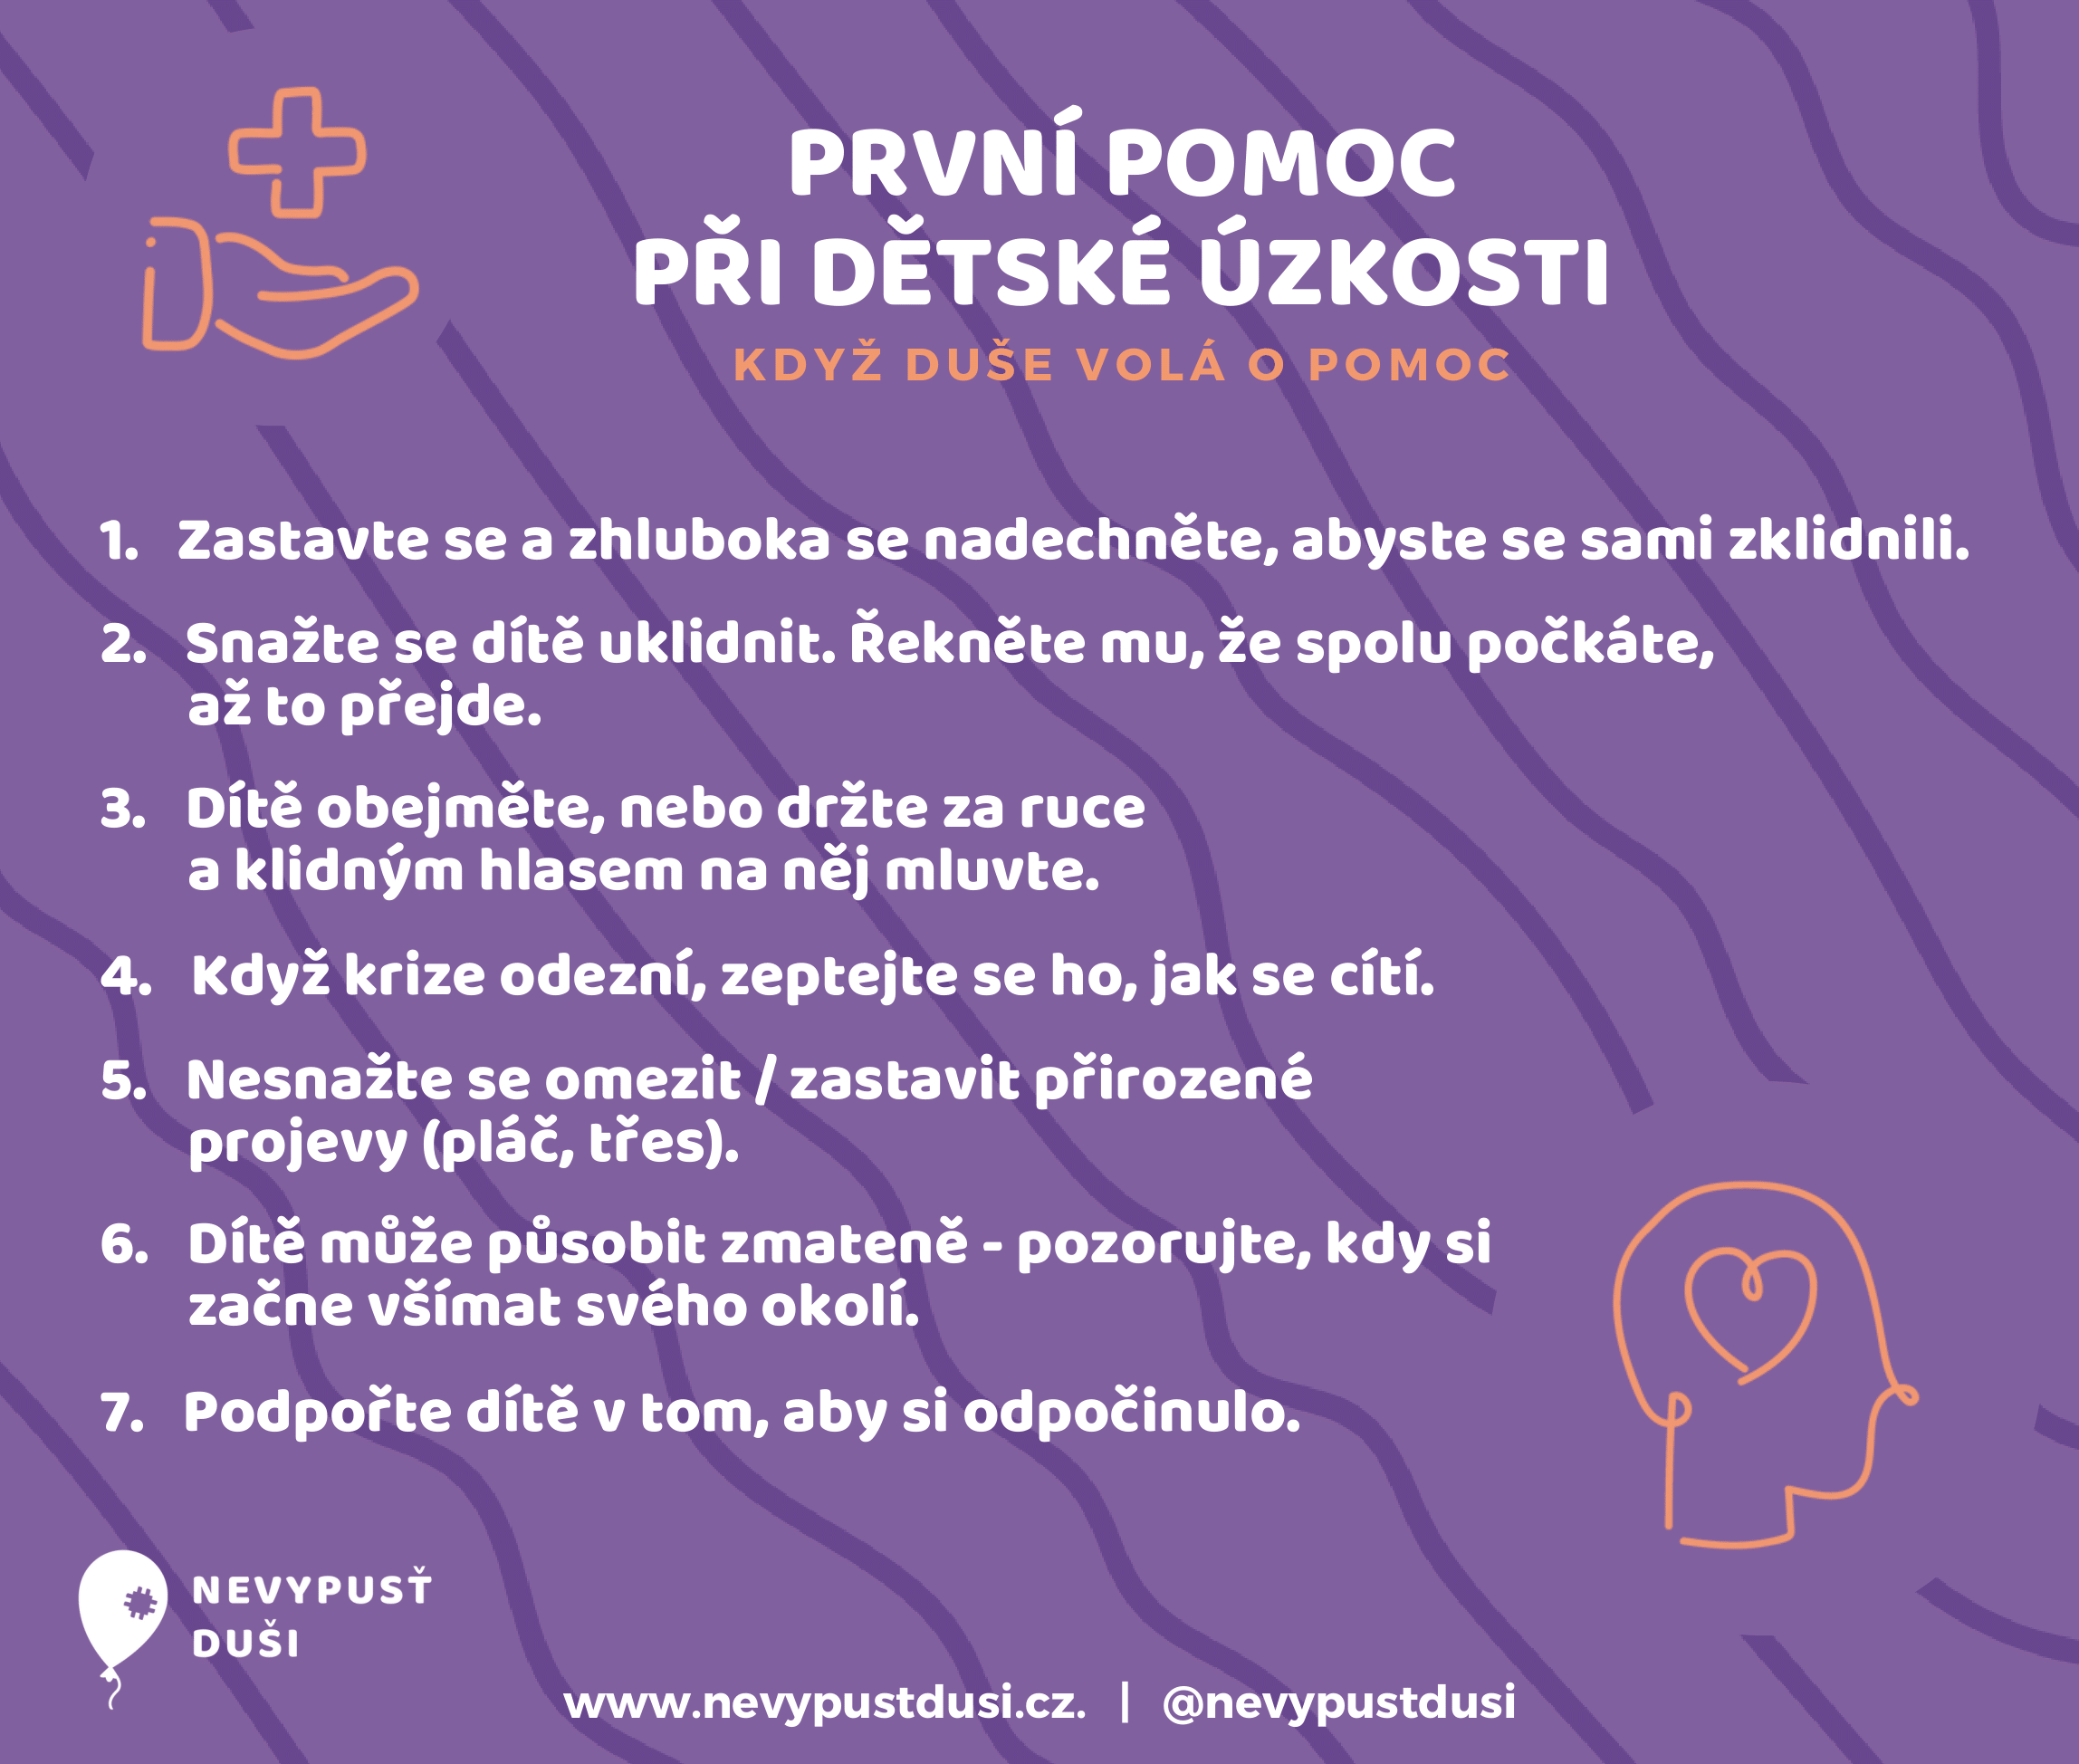 PRVNÍ POMOC
PŘI DĚTSKÉ ÚZKOSTI
KDYŽ DUŠE VOLÁ O POMOC
1. Zastavte se a zhluboka se nadechněte, abyste se sami zklidnili.
2. Snažte se dítě uklidnit. Řekněte mu, že spolu počkáte,
až to přejde.
3. Dítě obejměte, nebo držte za ruce
a klidným hlasem na něj mluvte.
4. Když krize odezní, zeptejte se ho, jak se cítí.
5. Nesnažte se omezit / zastavit přirozené
projevy (pláč, třes).
6. Dítě může působit zmateně - pozorujte, kdy si
začne všímat svého okolí.
7. Podpořte dítě v tom, aby si odpočinulo.
NEVYPUSŤ
DUŠI
www.nevypustdusi.cz. | @nevypustdusi